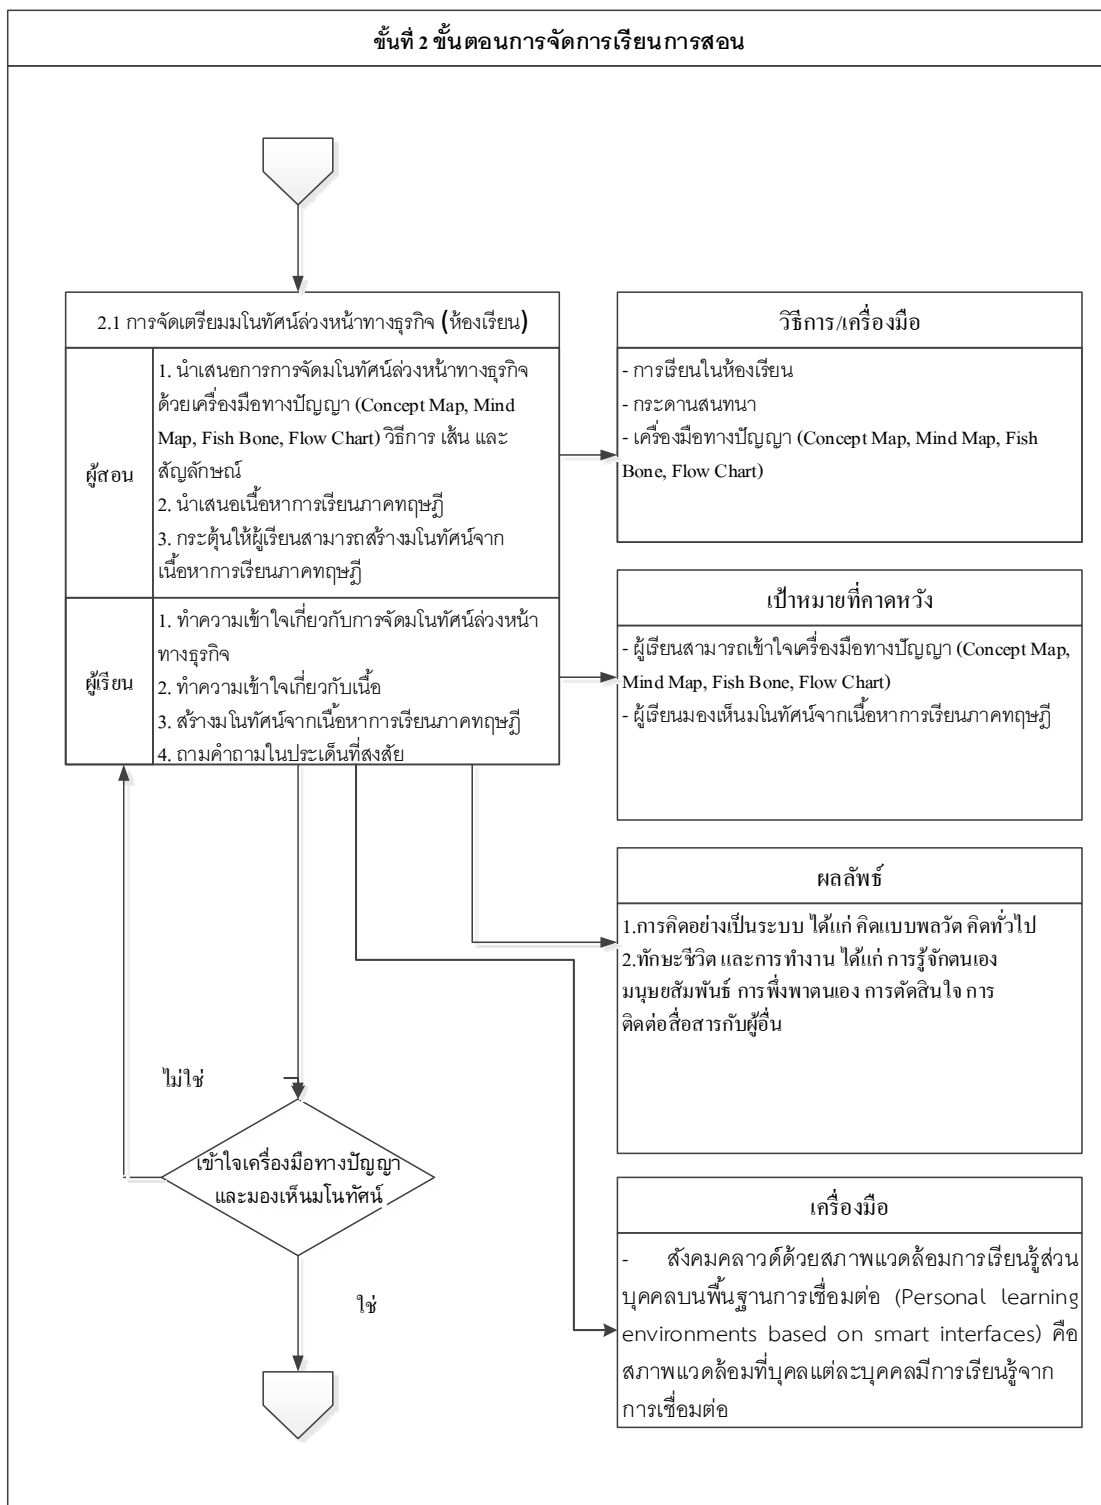 ขั้นที่ 2 ขั้นตอนการจัดการเรียนการสอน
2.1 การจัดเตรียมมโนทัศน์ล่วงหน้าทางธุรกิจ (ห้องเรียน)
ผู้สอน
1. นำเสนอการการจัดมโนทัศน์ล่วงหน้าทางธุรกิจ
ด้วยเครื่องมือทางปัญญา (Concept Map, Mind
Map, Fish Bone, Flow Chart) วิธีการ เส้น และ
สัญลักษณ์
2. นำเสนอเนื้อหาการเรียนภาคทฤษฎี
3. กระตุ้นให้ผู้เรียนสามารถสร้างมโนทัศน์จาก
เนื้อหาการเรียนภาคทฤษฎี
ผู้เรียน
1. ทำความเข้าใจเกี่ยวกับการจัดมโนทัศน์ล่วงหน้า
ทางธุรกิจ
2. ทำความเข้าใจเกี่ยวกับเนื้อ
3. สร้างมโนทัศน์จากเนื้อหาการเรียนภาคทฤษฎี
4. ถามคำถามในประเด็นที่สงสัย
วิธีการ/เครื่องมือ
- การเรียนในห้องเรียน
- กระดานสนทนา
- เครื่องมือทางปัญญา (Concept Map, Mind Map, Fish
Bone, Flow Chart)
เป้าหมายที่คาดหวัง
- ผู้เรียนสามารถเข้าใจเครื่องมือทางปัญญา (Concept Map,
Mind Map, Fish Bone, Flow Chart)
- ผู้เรียนมองเห็นมโนทัศน์จากเนื้อหาการเรียนภาคทฤษฎี
ผลลัพธ์
1.การคิดอย่างเป็นระบบ ได้แก่ คิดแบบพลวัต คิดทั่วไป
2.ทักษะชีวิต และการทำงาน ได้แก่ การรู้จักตนเอง
มนุษยสัมพันธ์ การพึ่งพาตนเอง การตัดสินใจ การ
ติดต่อสื่อสารกับผู้อื่น
ไม่ใช่
เข้าใจเครื่องมือทางปัญญา
และมองเห็นมโนทัศน์
ใช่
เครื่องมือ
- สังคมคลาวด์ด้วยสภาพแวดล้อมการเรียนรู้ส่วน
บุคคลบนพื้นฐานการเชื่อมต่อ (Personal learning
environments based on smart interfaces) คือ
สภาพแวดล้อมที่บุคลแต่ละบุคคลมีการเรียนรู้จาก
การเชื่อมต่อ